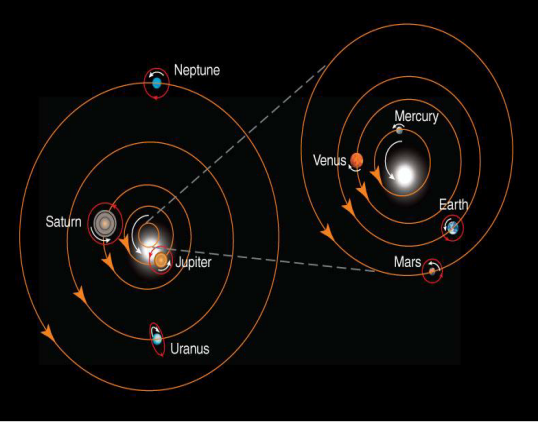 Neptune
Mercury
Venus
Earth
Saturn
Jupiter
Mars
Uranus